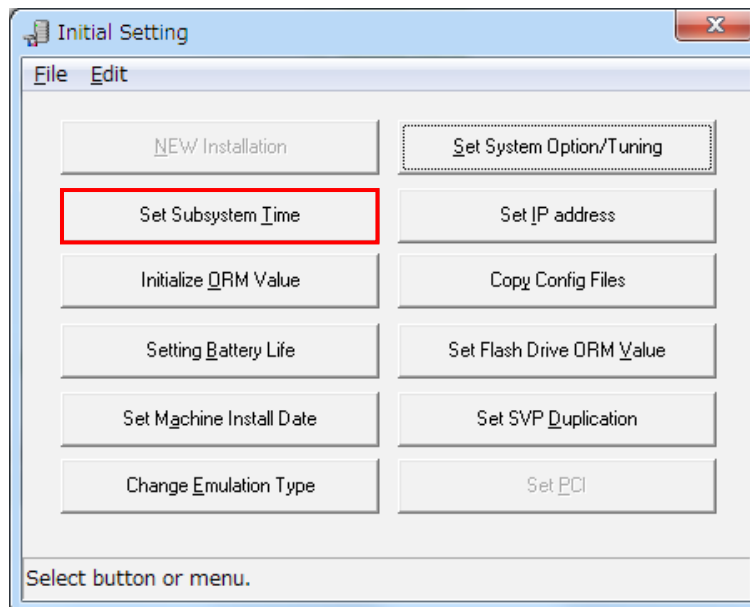 Initial Setting
File Edit
NEW Installation Set System Option/Tuning
Set Subsystem Time Set IP address
Initialize ORM Value Copy Config Files
Setting Battery Life Set Flash Drive ORM Value
Set Machine Install Date Set SVP Duplication
Change Emulation Type Set PCI
Select button or menu.